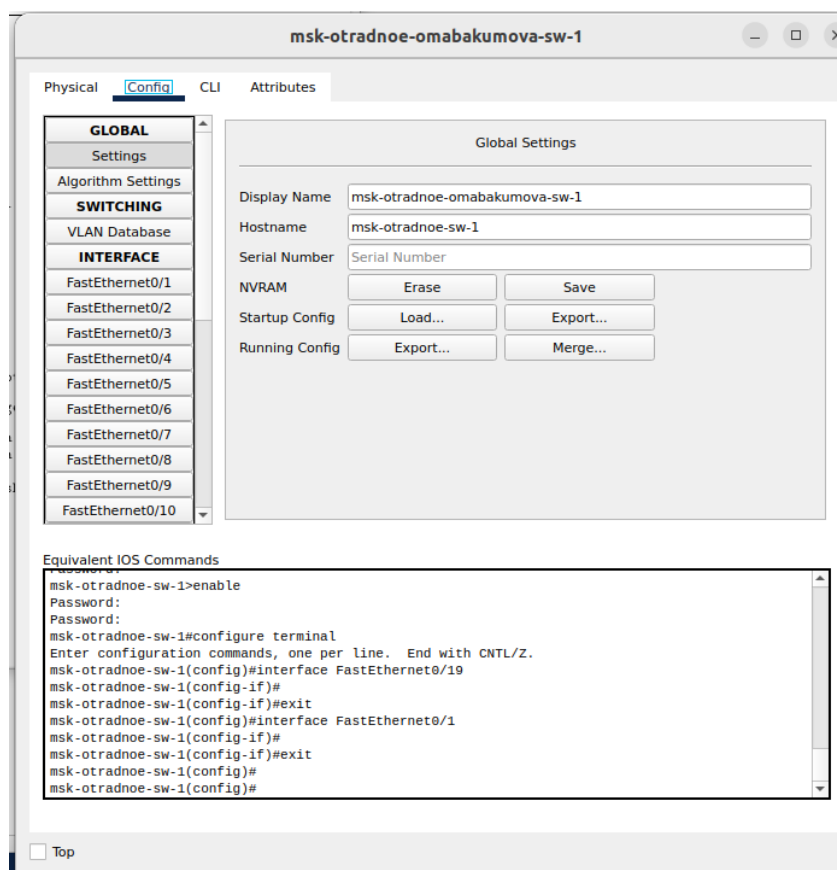 msk-otradnoe-omabakumova-sw-1
Physical Config CLI Attributes
GLOBAL
Settings
Algorithm Settings
SWITCHING
VLAN Database
INTERFACE
FastEthernet0/1
FastEthernet0/2
FastEthernet0/3
FastEthernet0/4
FastEthernet0/5
FastEthernet0/6
FastEthernet0/7
FastEthernet0/8
FastEthernet0/9
FastEthernet0/10
Global Settings
Display Name msk-otradnoe-omabakumova-sw-1
Hostname msk-otradnoe-sw-1
Serial Number Serial Number
NVRAM Erase Save
Startup Config Load... Export...
Running Config Export... Merge...
Equivalent IOS Commands
Password:
msk-otradnoe-sw-1>enable
Password:
Password:
msk-otradnoe-sw-1#configure terminal
Enter configuration commands, one per line. End with CNTL/Z.
msk-otradnoe-sw-1(config)#interface FastEthernet0/19
msk-otradnoe-sw-1(config-if)#
msk-otradnoe-sw-1(config-if)#exit
msk-otradnoe-sw-1(config)#interface FastEthernet0/1
msk-otradnoe-sw-1(config-if)#
msk-otradnoe-sw-1(config-if)#exit
msk-otradnoe-sw-1(config)#
msk-otradnoe-sw-1(config)#
Top